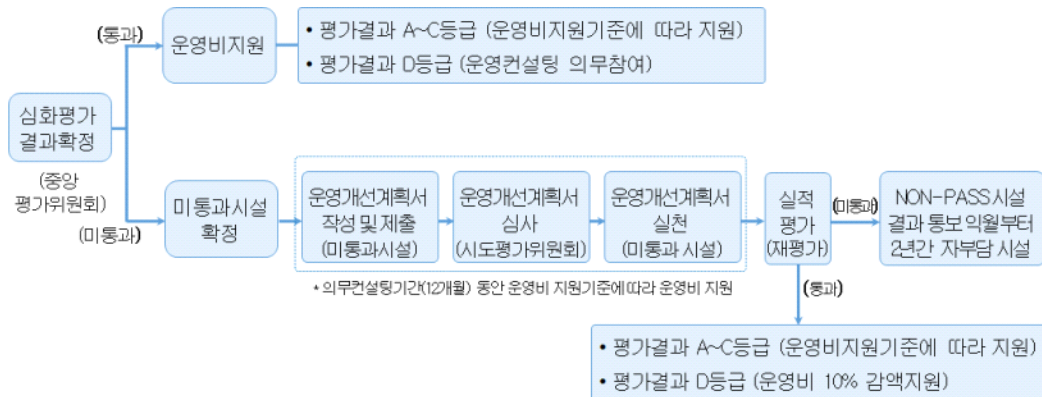 (통과)
운영비지원
• 평가결과 A~C등급 (운영비지원기준에 따라 지원)
• 평가결과 D등급 (운영컨설팅 의무참여)
심화평가
결과확정
(중앙
평가위원회)
(미통과)
미통과시설
확정
운영개선계획서
작성 및 제출
(미통과시설)
운영개선계획서
심사
(시도평가위원회)
운영개선계획서
실천
(미통과 시설)
* 의무컨설팅기간(12개월) 동안 운영비 지원기준에 따라 운영비 지원
실적
평가
(재평가)
(미통과)
NON-PASS시설
결과 통보 익월부터
2년간 자부담 시설
(통과)
• 평가결과 A~C등급 (운영비지원기준에 따라 지원)
• 평가결과 D등급 (운영비 10% 감액지원)